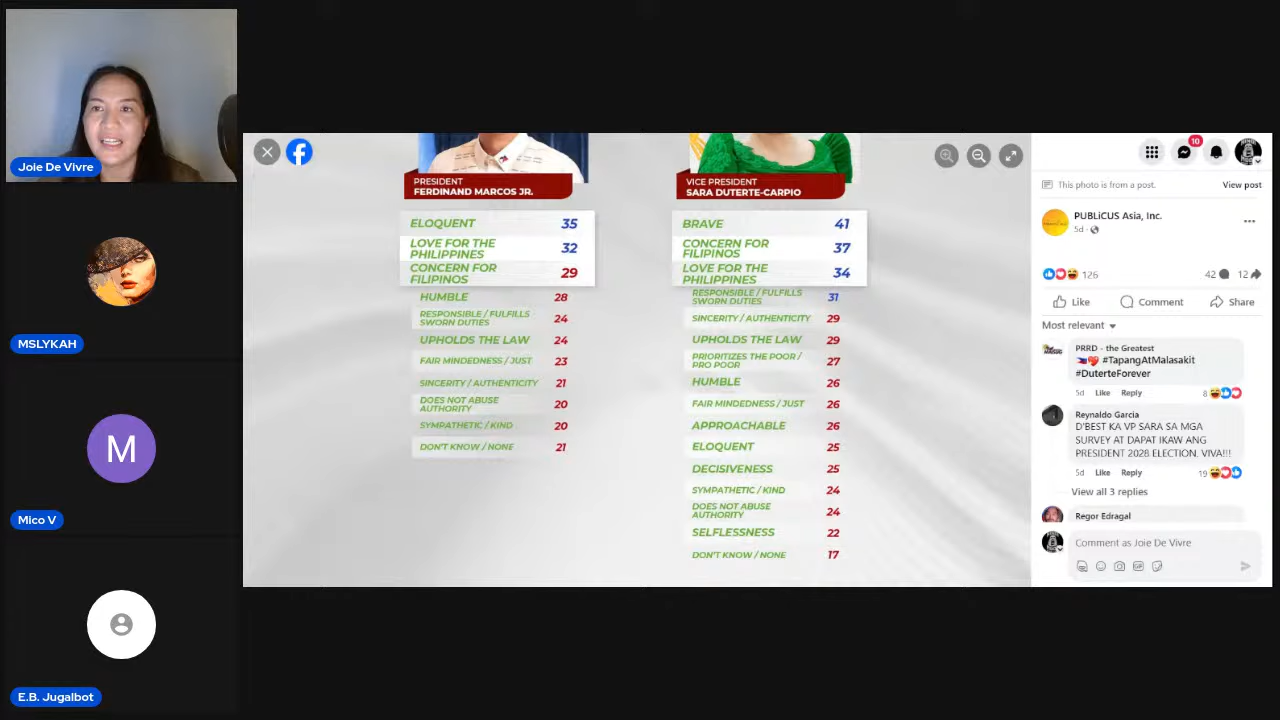 Joie De Vivre
MSLYKAH
M
Mico V
E.B. Jugalbot
PRESIDENT
FERDINAND MARCOS JR.
ELOQUENT 35
LOVE FOR THE
PHILIPPINES 32
CONCERN FOR
FILIPINOS 29
HUMBLE 28
RESPONSIBLE / FULFILLS
SWORN DUTIES 24
UPHOLDS THE LAW 24
FAIR MINDEDNESS / JUST 23
SINCERITY / AUTHENTICITY 21
DOES NOT ABUSE
AUTHORITY 20
SYMPATHETIC / KIND 20
DON'T KNOW / NONE 21
VICE PRESIDENT
SARA DUTERTE-CARPIO
BRAVE 41
CONCERN FOR
FILIPINOS 37
LOVE FOR THE
PHILIPPINES 34
RESPONSIBLE / FULFILLS
SWORN DUTIES 31
SINCERITY / AUTHENTICITY 29
UPHOLDS THE LAW 29
PRIORITIZES THE POOR /
PRO POOR 27
HUMBLE 26
FAIR MINDEDNESS / JUST 26
APPROACHABLE 26
ELOQUENT 25
DECISIVENESS 25
SYMPATHETIC / KIND 24
DOES NOT ABUSE
AUTHORITY 24
SELFLESSNESS 22
DON'T KNOW / NONE 17
10
This photo is from a post. View post
PUBLiCUS Asia, Inc.
5d
126 42 12
Like Comment Share
Most relevant
PRRD - the Greatest
🇵🇭❤️ #TapangAtMalasakit
#DuterteForever
5d Like Reply 8
Reynaldo Garcia
D'BEST KA VP SARA SA MGA
SURVEY AT DAPAT IKAW ANG
PRESIDENT 2028 ELECTION. VIVA!!!
5d Like Reply 19
View all 3 replies
Regor Edragal
Comment as Joie De Vivre
GIF